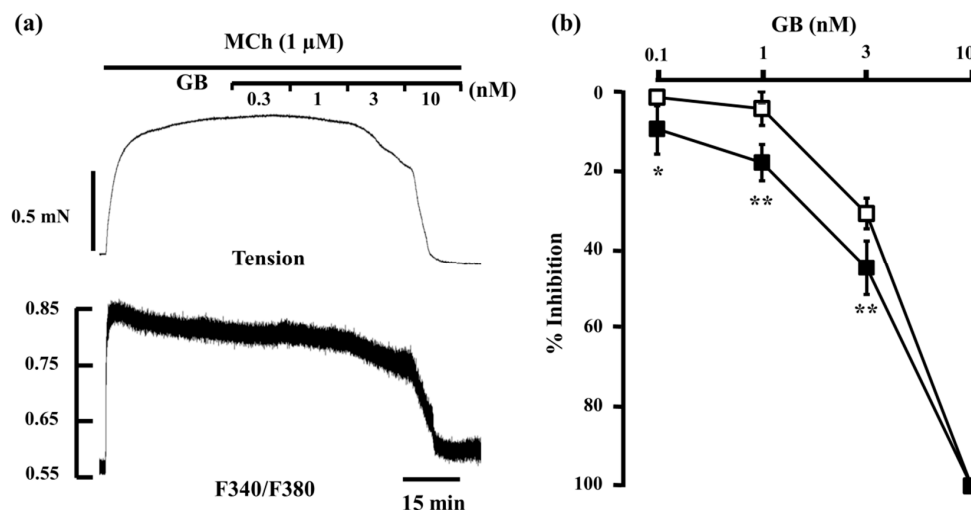 (a)
MCh (1 µM)
GB
0.3 1 3 10 (nM)
0.5 mN
Tension
0.85
0.75
0.65
0.55
F340/F380
15 min
(b)
GB (nM)
0.1 1 3 10
0
20
40
60
80
100
% Inhibition
*
**
**